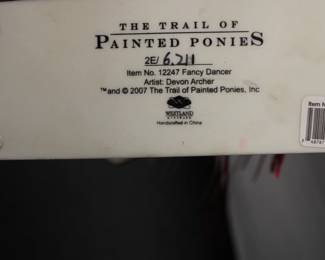 THE TRAIL OF
PAINTED PONIES
2E/6.211
Item No. 12247 Fancy Dancer
Artist: Devon Archer
™and © 2007 The Trail of Painted Ponies, Inc
WESTLAND
GIFTWARE
Handcrafted in China
Item N